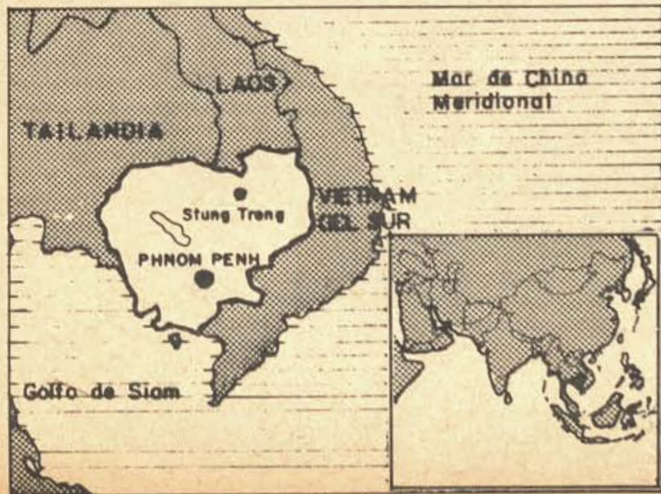 Mar de China
Meridional
LAOS
TAILANDIA
VIETNAM
DEL SUR
Stung Treng
PHNOM PENH
Golfo de Siam